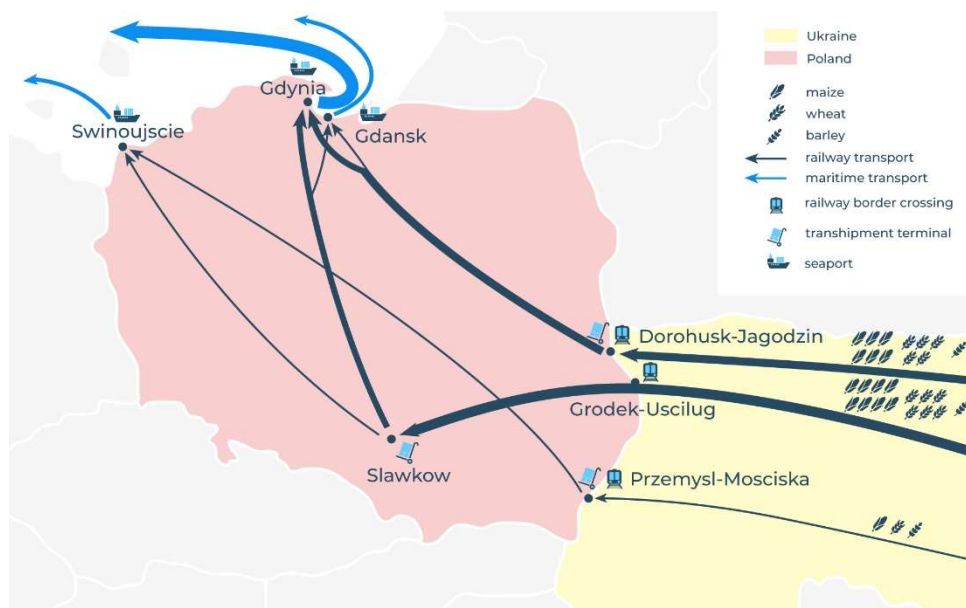 Ukraine
Poland
maize
wheat
barley
railway transport
maritime transport
railway border crossing
transhipment terminal
seaport
Gdynia
Gdansk
Swinoujscie
Dorohusk-Jagodzin
Grodek-Uscilug
Slawkow
Przemysl-Mosciska